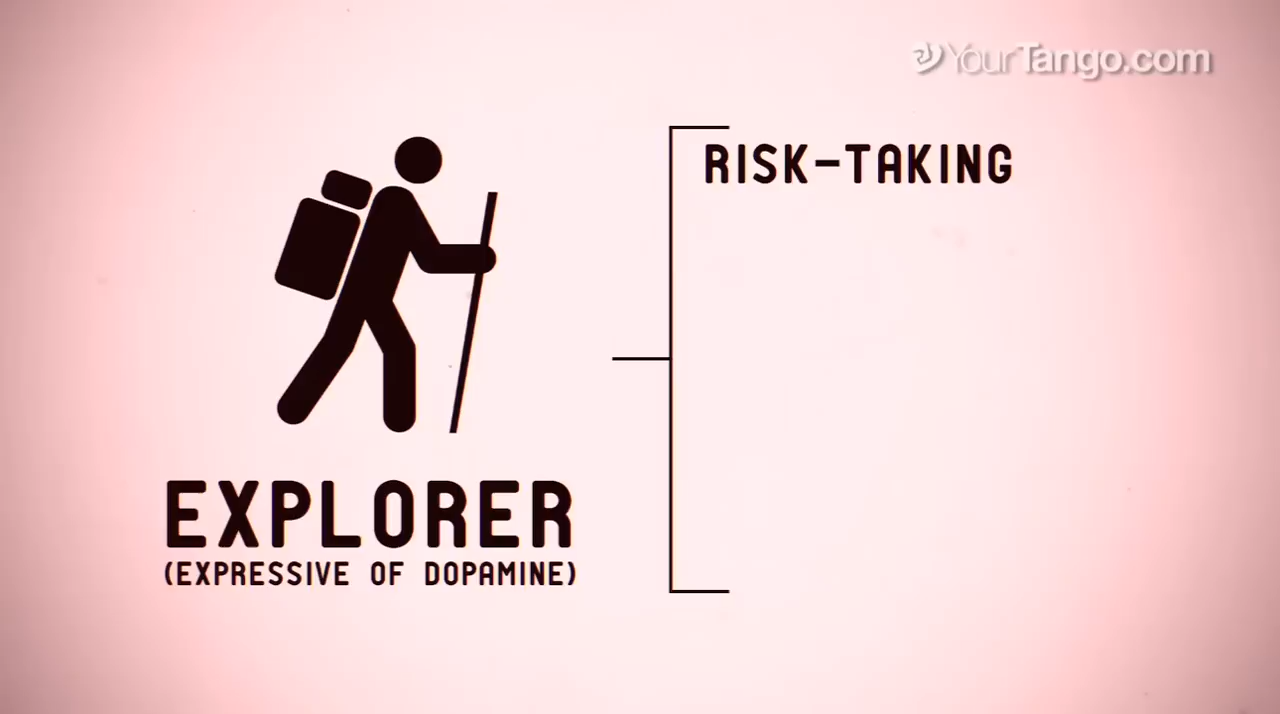 YourTango.com
RISK-TAKING
EXPLORER
(EXPRESSIVE OF DOPAMINE)